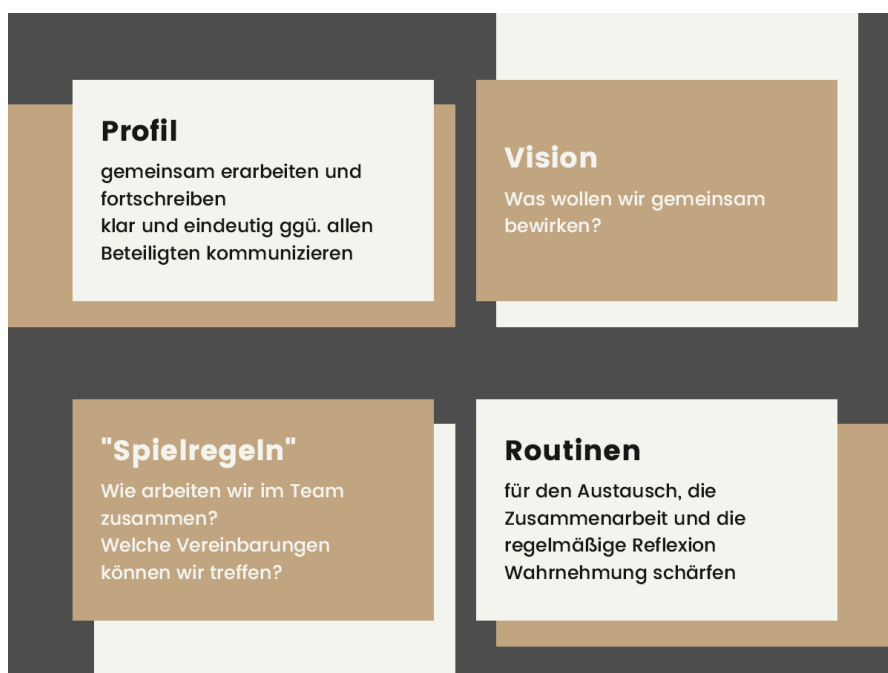 Profil
gemeinsam erarbeiten und
fortschreiben
klar und eindeutig ggü. allen
Beteiligten kommunizieren
Vision
Was wollen wir gemeinsam
bewirken?
"Spielregeln"
Wie arbeiten wir im Team
zusammen?
Welche Vereinbarungen
können wir treffen?
Routinen
für den Austausch, die
Zusammenarbeit und die
regelmäßige Reflexion
Wahrnehmung schärfen